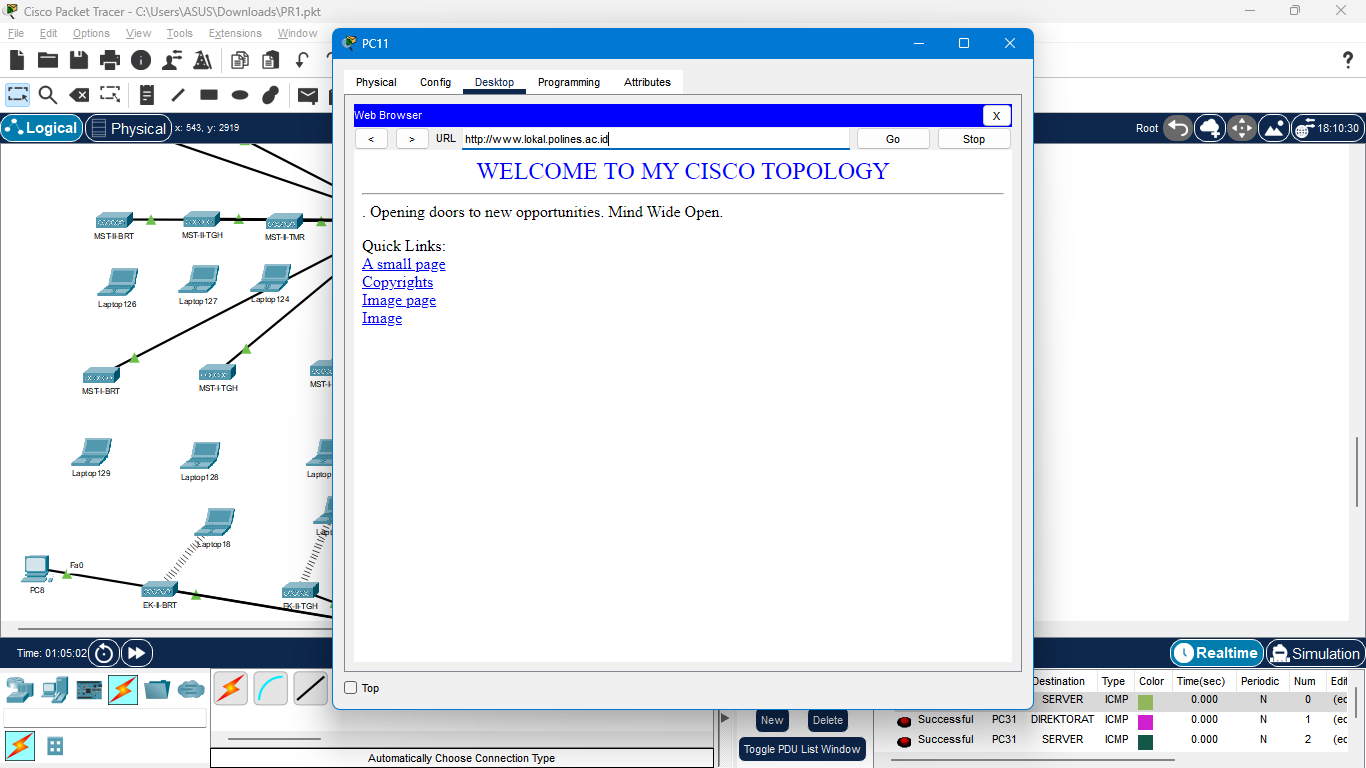 Cisco Packet Tracer - C:\Users\ASUS\Downloads\PR1.pkt
File Edit Options View Tools Extensions Window
PC11
Physical Config Desktop Programming Attributes
Web Browser
X
< > URL http://www.lokal.polines.ac.id Go Stop
Logical Physical x: 543, y: 2919
Root 18:10:30
WELCOME TO MY CISCO TOPOLOGY
. Opening doors to new opportunities. Mind Wide Open.
Quick Links:
A small page
Copyrights
Image page
Image
MST-II-BRT MST-II-TGH MST-II-TMR
Laptop126 Laptop127 Laptop124
MST-I-BRT MST-I-TGH MST-I-
Laptop129 Laptop128 Laptop
Laptop18
Fa0
PC8
EK-II-BRT EK-II-TGH
Time: 01:05:02
Realtime Simulation
Top
Destination Type Color Time(sec) Periodic Num Edit
SERVER ICMP 0.000 N 0
Successful PC31 DIREKTORAT ICMP 0.000 N 1
Successful PC31 SERVER ICMP 0.000 N 2
New Delete
Toggle PDU List Window
Automatically Choose Connection Type
?